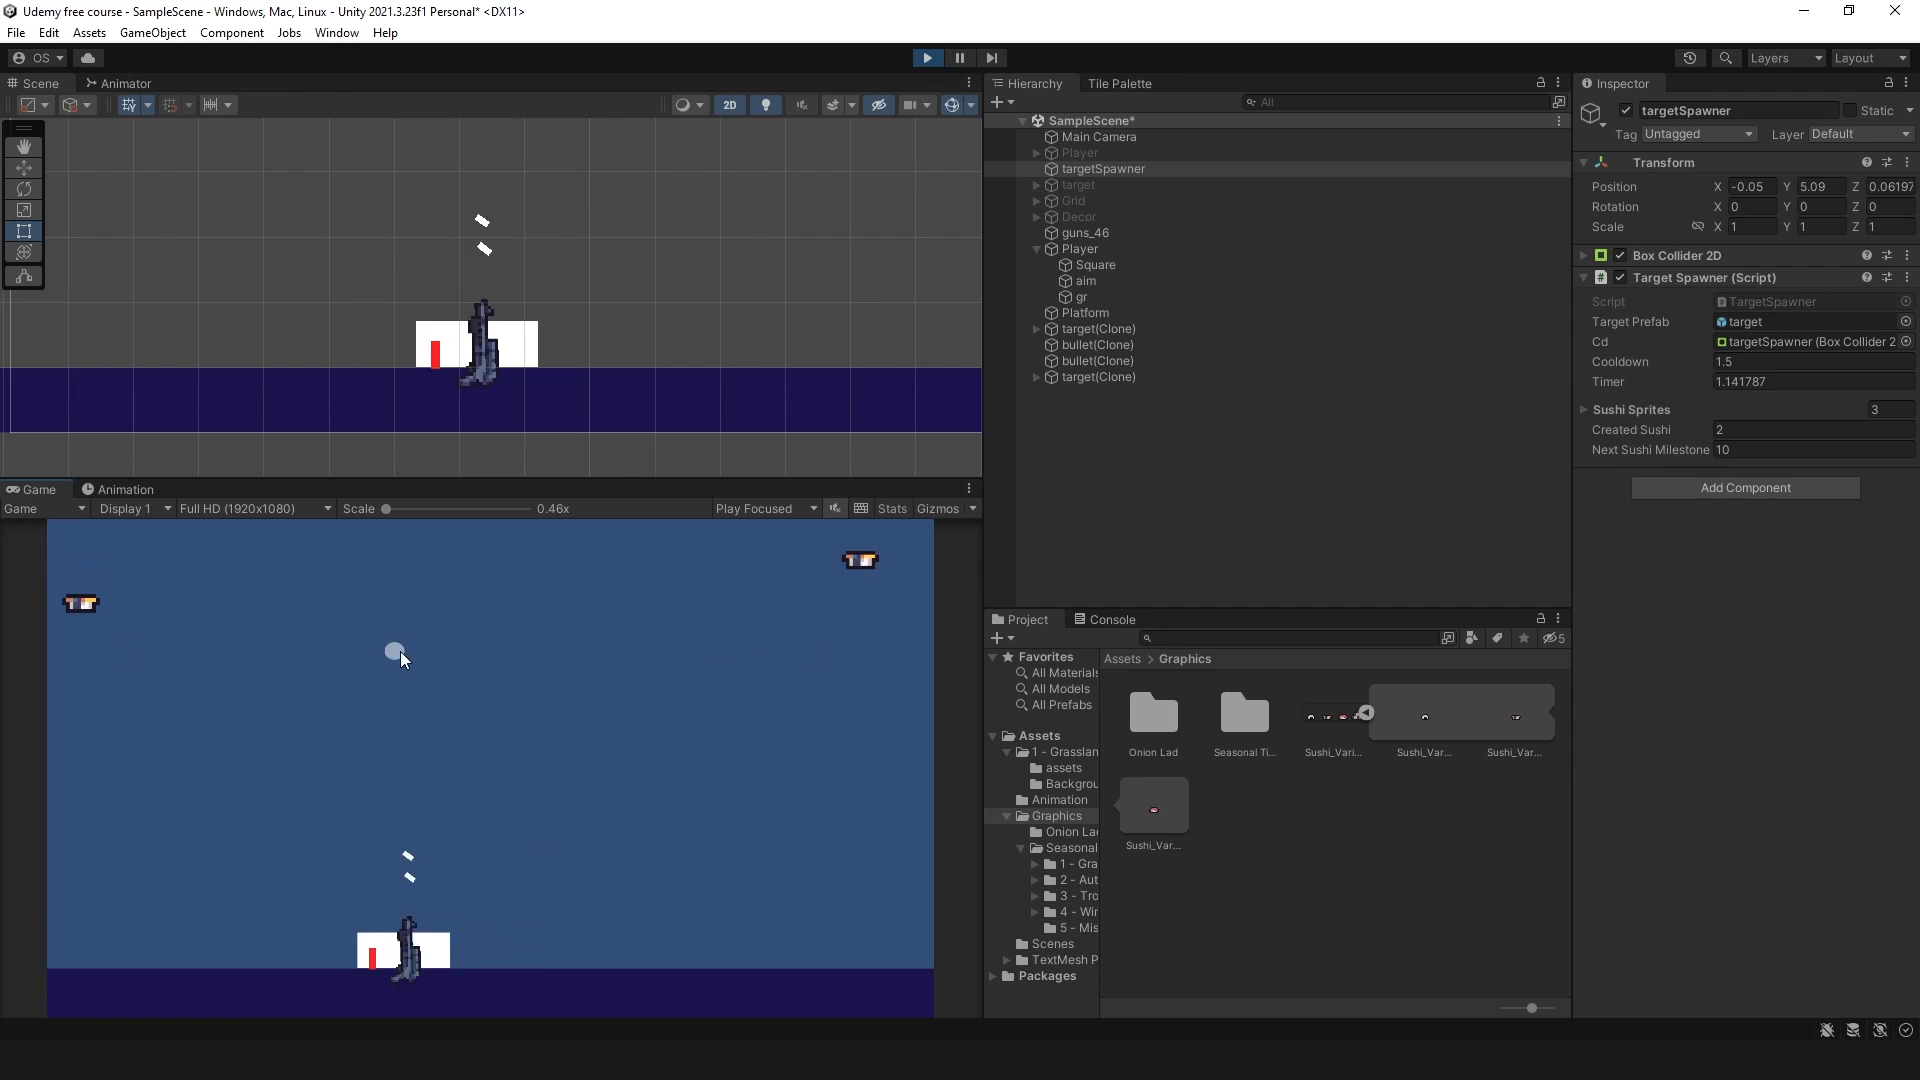 Udemy free course - SampleScene - Windows, Mac, Linux - Unity 2021.3.23f1 Personal* <DX11>
File Edit Assets GameObject Component Jobs Window Help
OS Layers Layout
Scene Animator
2D
Hierarchy Tile Palette
All
SampleScene*
Main Camera
Player
targetSpawner
target
Grid
Decor
guns_46
Player
Square
aim
gr
Platform
target(Clone)
bullet(Clone)
bullet(Clone)
target(Clone)
Inspector
targetSpawner Static
Tag Untagged Layer Default
Transform
Position X -0.05 Y 5.09 Z 0.06197
Rotation X 0 Y 0 Z 0
Scale X 1 Y 1 Z 1
Box Collider 2D
Target Spawner (Script)
Script TargetSpawner
Target Prefab target
Cd targetSpawner (Box Collider 2
Cooldown 1.5
Timer 1.141787
Sushi Sprites 3
Created Sushi 2
Next Sushi Milestone 10
Add Component
Game Animation
Game Display 1 Full HD (1920x1080) Scale 0.46x Play Focused Stats Gizmos
Project Console
5
Favorites
All Materials
All Models
All Prefabs
Assets
1 - Grasslan
assets
Backgrou
Animation
Graphics
Onion La
Seasonal
1 - Gra
2 - Aut
3 - Tro
4 - Wir
5 - Mis
Scenes
TextMesh P
Packages
Assets > Graphics
Onion Lad Seasonal Ti... Sushi_Vari... Sushi_Var... Sushi_Var...
Sushi_Var...